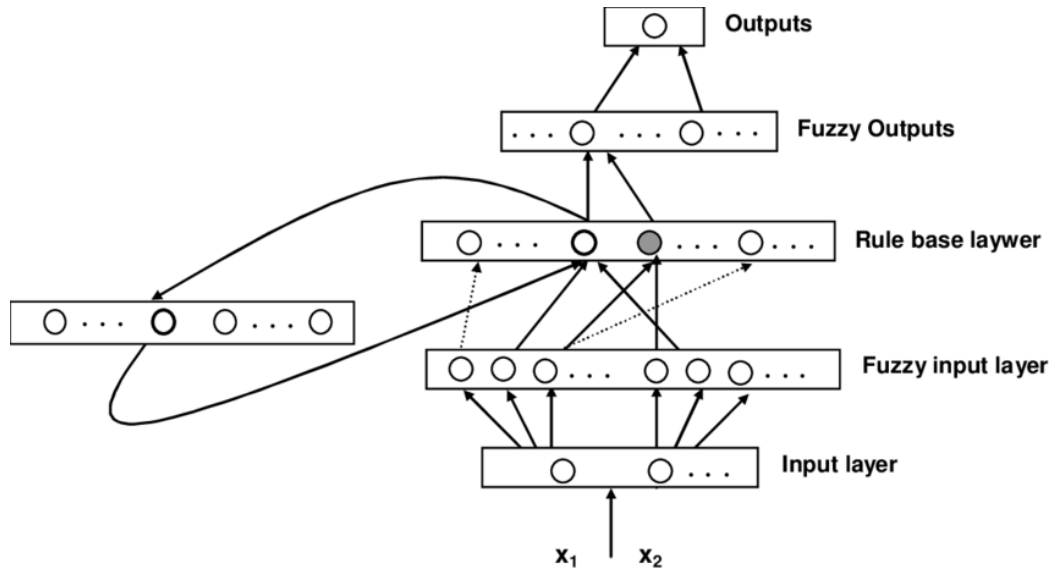 Outputs
Fuzzy Outputs
Rule base laywer
Fuzzy input layer
Input layer
x₁ x₂